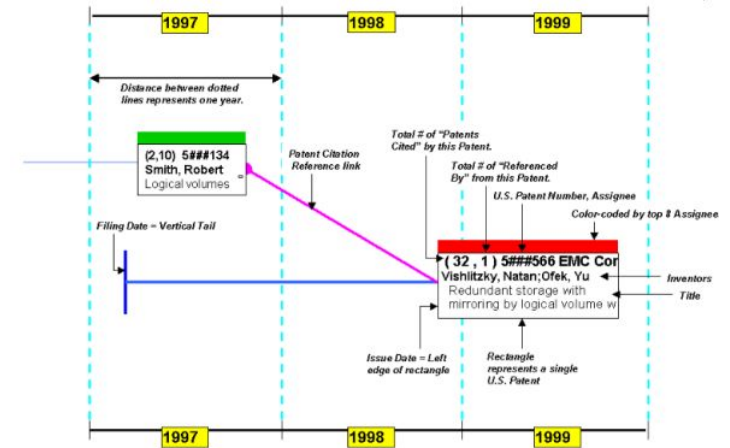 1997
1998
1999
Distance between dotted
lines represents one year.
(2,10) 5###134
Smith, Robert
Logical volumes
Patent Citation
Reference link
Total # of "Patents
Cited" by this Patent.
Total # of "Referenced
By" from this Patent.
U.S. Patent Number, Assignee
Color-coded by top 8 Assignee
Filing Date = Vertical Tail
( 32 , 1 ) 5###566 EMC Cor
Vishlitzky, Natan;Ofek, Yu
Redundant storage with
mirroring by logical volume w
Inventors
Title
Issue Date = Left
edge of rectangle
Rectangle
represents a single
U.S. Patent
1997
1998
1999